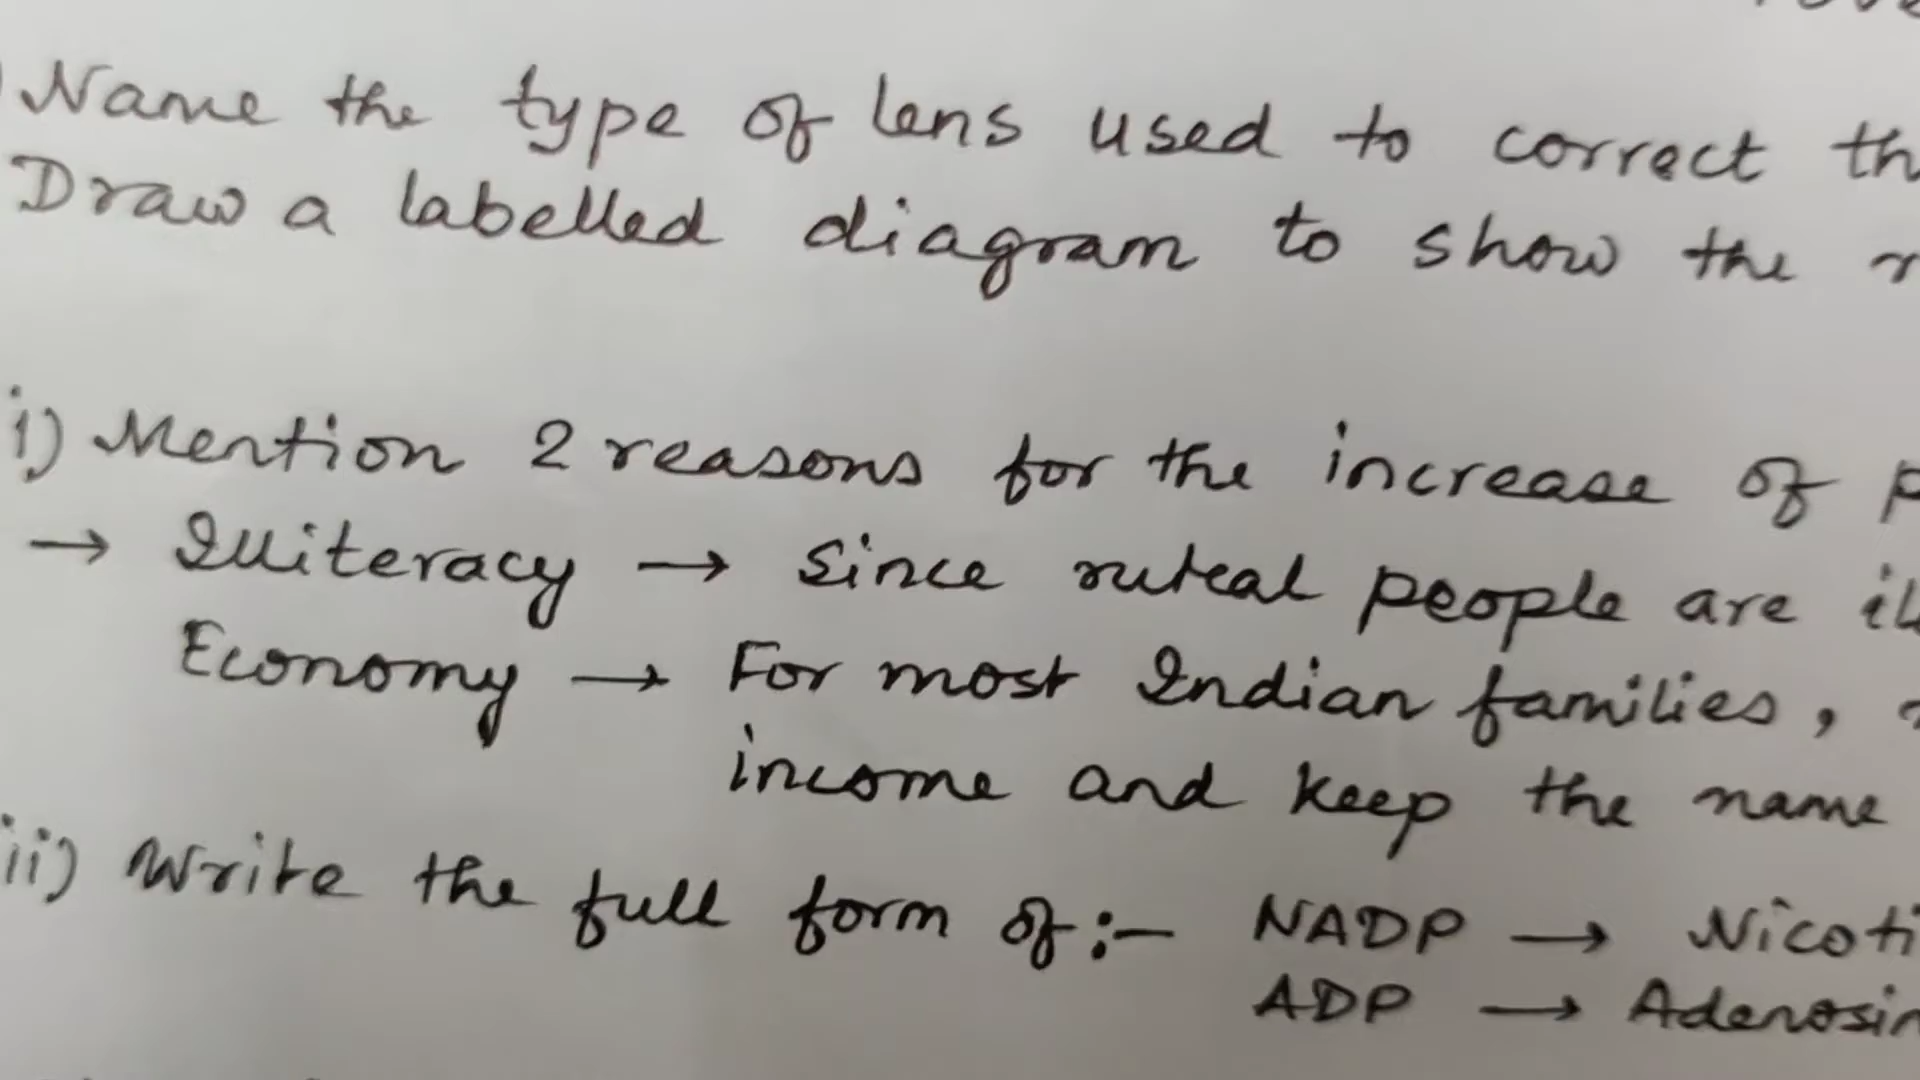 Name the type of lens used to correct th
Draw a labelled diagram to show the r
i) Mention 2 reasons for the increase of p
→ Illiteracy → Since rural people are ill
Economy → For most Indian families,
income and keep the name
ii) Write the full form of :- NADP → Nicoti
ADP → Adenosin